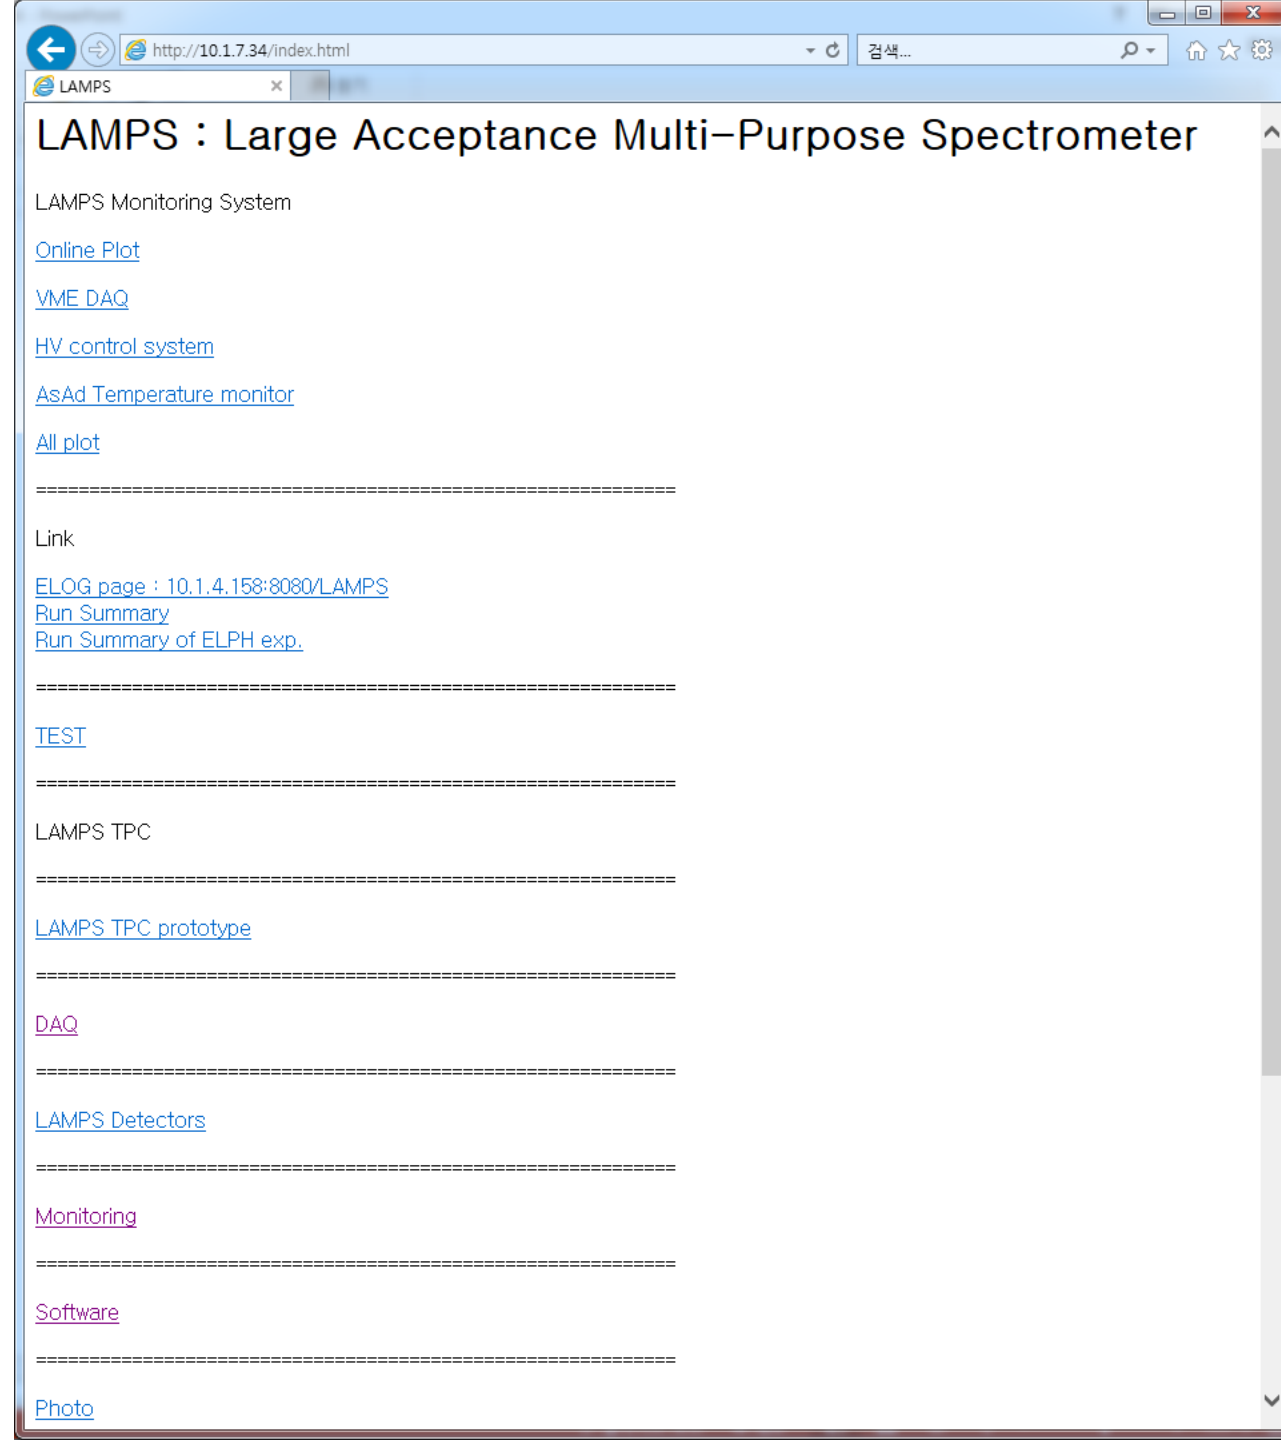 http://10.1.7.34/index.html
검색...
LAMPS
LAMPS : Large Acceptance Multi-Purpose Spectrometer
LAMPS Monitoring System
Online Plot
VME DAQ
HV control system
AsAd Temperature monitor
All plot
============================================================
Link
ELOG page : 10.1.4.158:8080/LAMPS
Run Summary
Run Summary of ELPH exp.
============================================================
TEST
============================================================
LAMPS TPC
============================================================
LAMPS TPC prototype
============================================================
DAQ
============================================================
LAMPS Detectors
============================================================
Monitoring
============================================================
Software
============================================================
Photo